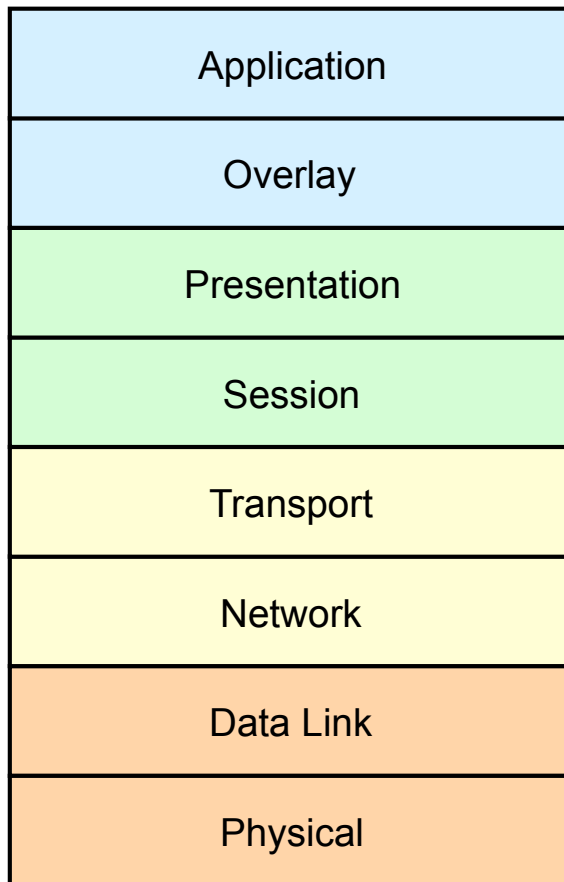 Application
Overlay
Presentation
Session
Transport
Network
Data Link
Physical